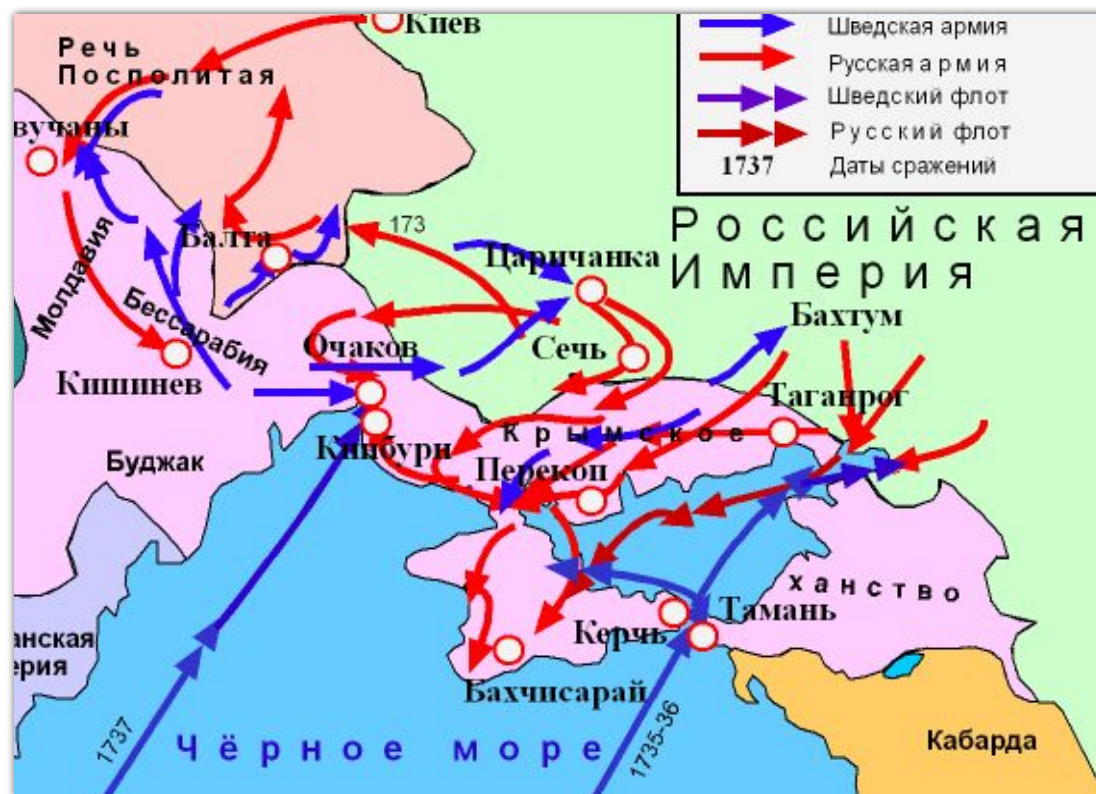 Киев
Речь
Посполитая
вучаны
Молдавия
Бессарабия
Балта
173
Царичанка
Очаков
Сечь
Кишинев
Кинбурн
Буджак
Крымское
Перекоп
Бахтум
Таганрог
ханство
Тамань
Керчь
Бахчисарай
анская
ерия
1737
Чёрное море
1735-36
Кабарда
Российская
Империя
Шведская армия
Русская армия
Шведский флот
Русский флот
1737 Даты сражений